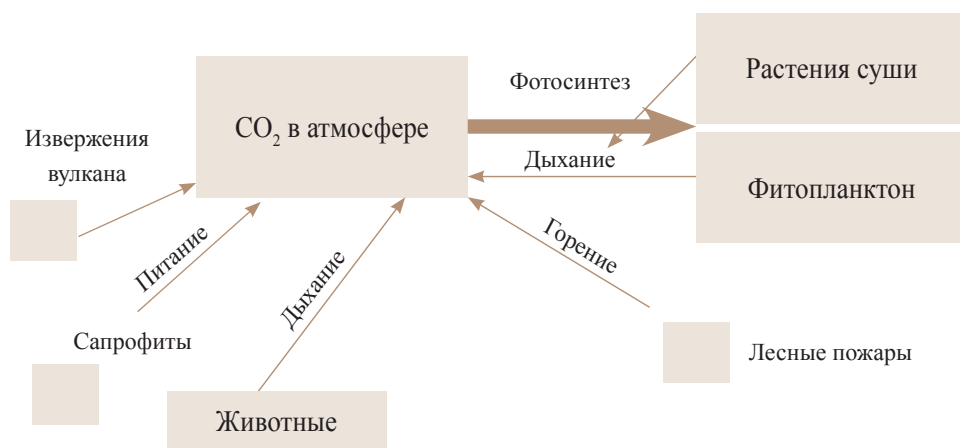 Растения суши
Фотосинтез
CO₂ в атмосфере
Извержения
вулкана
Дыхание
Фитопланктон
Питание
Дыхание
Горение
Сапрофиты
Лесные пожары
Животные